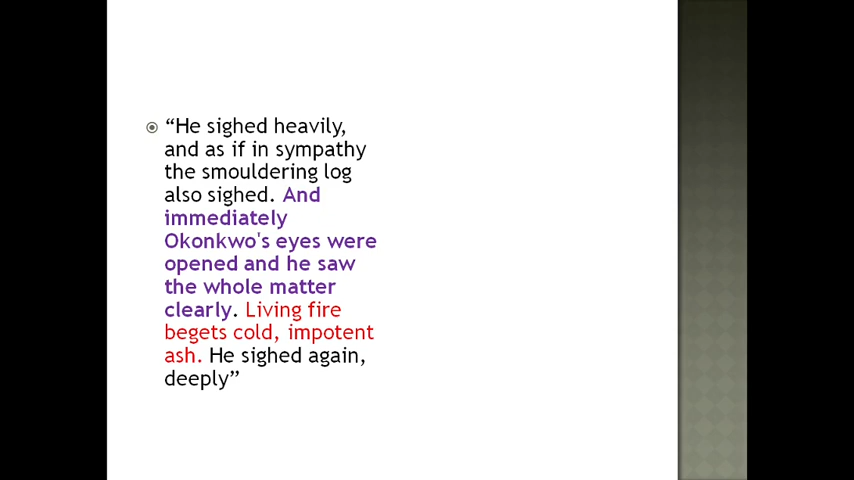 “He sighed heavily,
and as if in sympathy
the smouldering log
also sighed. And
immediately
Okonkwo's eyes were
opened and he saw
the whole matter
clearly. Living fire
begets cold, impotent
ash. He sighed again,
deeply”